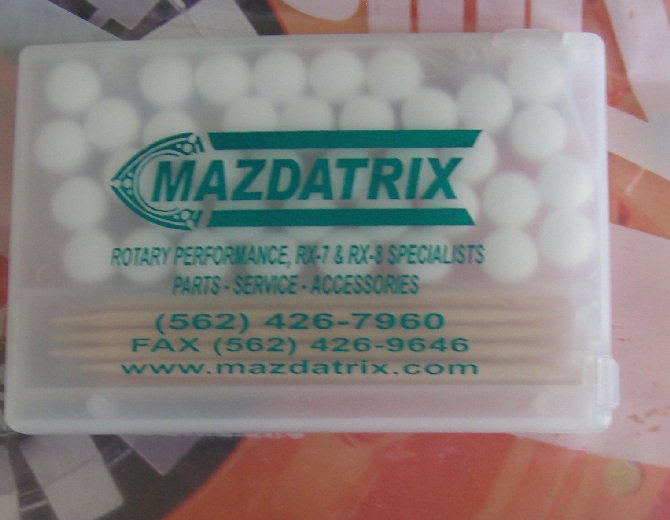 MAZDATRIX
ROTARY PERFORMANCE, RX-7 & RX-8 SPECIALISTS
PARTS - SERVICE - ACCESSORIES
(562) 426-7960
FAX (562) 426-9646
www.mazdatrix.com